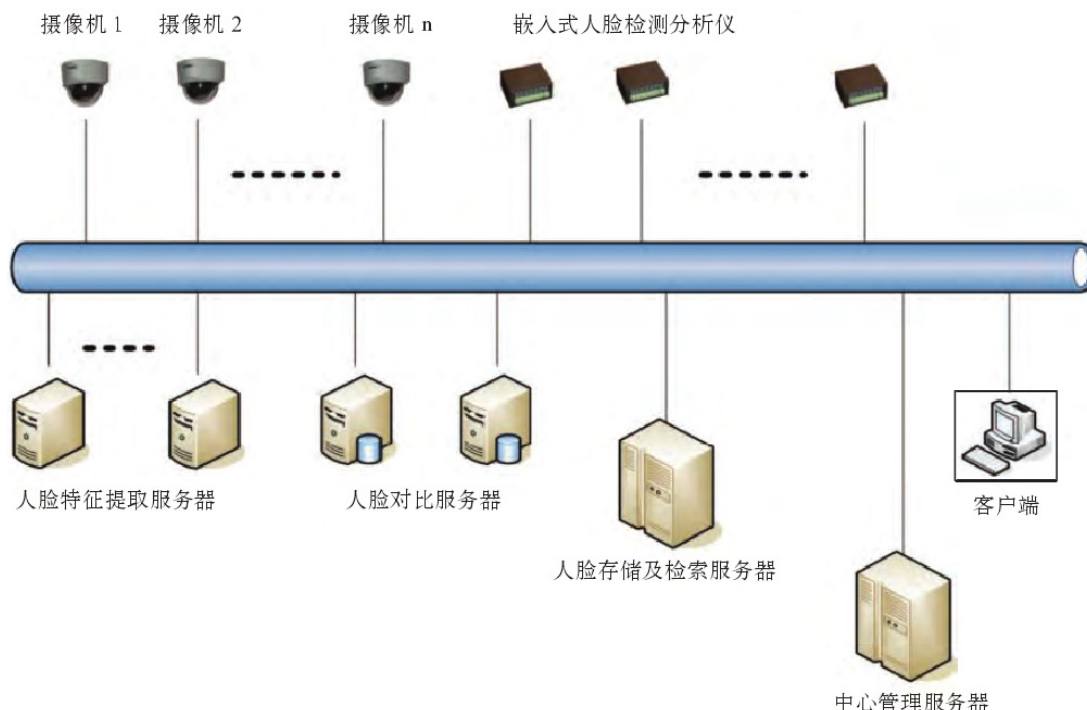 摄像机 1
摄像机 2
摄像机 n
嵌入式人脸检测分析仪
人脸特征提取服务器
人脸对比服务器
客户端
人脸存储及检索服务器
中心管理服务器